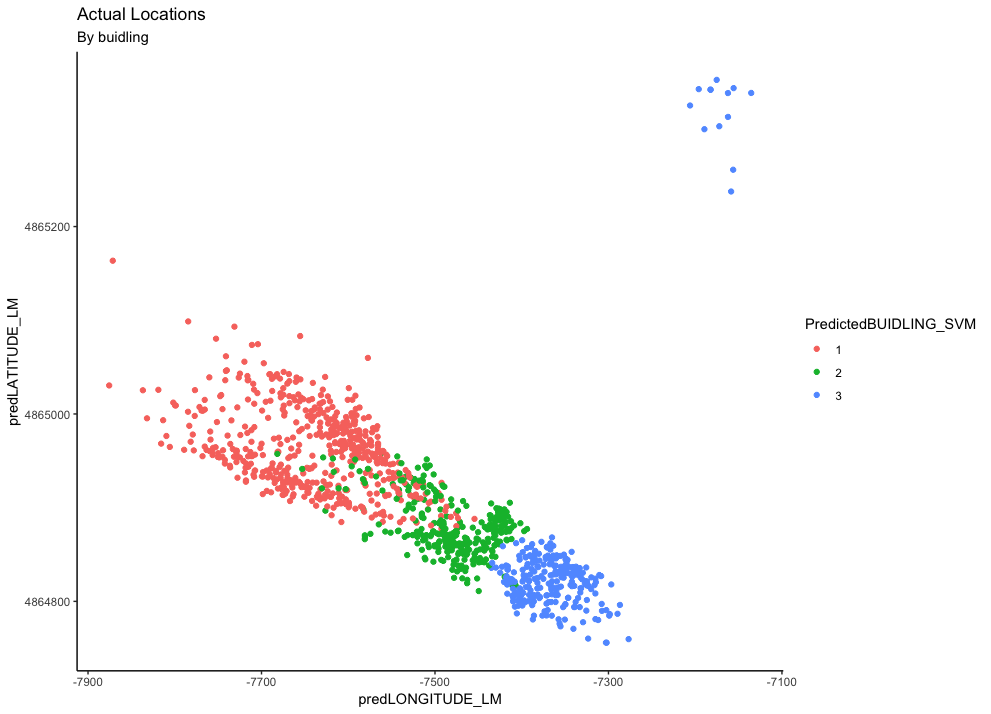 Actual Locations
By buidling
predLATITUDE_LM
4865200
4865000
4864800
-7900
-7700
-7500
-7300
-7100
predLONGITUDE_LM
PredictedBUIDLING_SVM
1
2
3